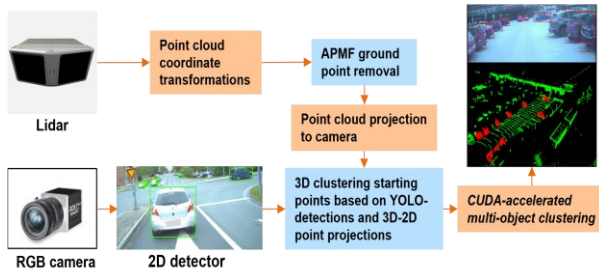 Lidar
Point cloud
coordinate
transformations
APMF ground
point removal
Point cloud projection
to camera
RGB camera
2D detector
3D clustering starting
points based on YOLO-
detections and 3D-2D
point projections
CUDA-accelerated
multi-object clustering